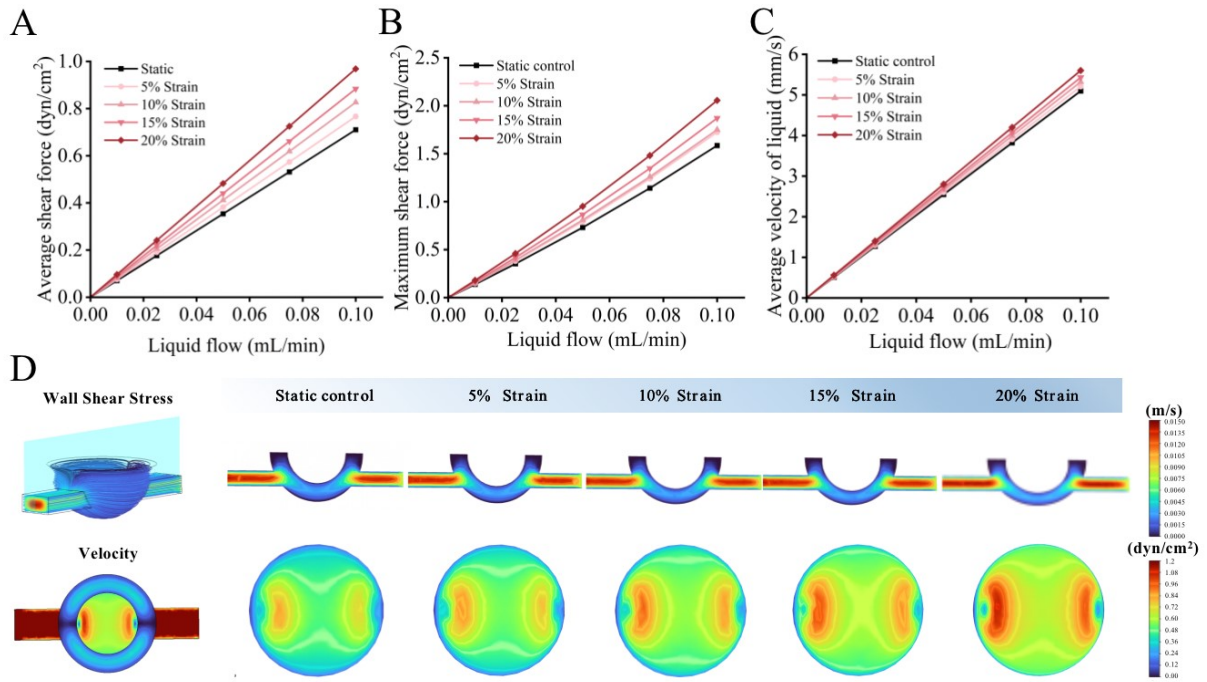 A
Average shear force (dyn/cm²)
1.0
0.8
0.6
0.4
0.2
0.0
Static
5% Strain
10% Strain
15% Strain
20% Strain
0.00 0.02 0.04 0.06 0.08 0.10
Liquid flow (mL/min)
B
Maximum shear force (dyn/cm²)
2.5
2.0
1.5
1.0
0.5
0.0
Static control
5% Strain
10% Strain
15% Strain
20% Strain
0.00 0.02 0.04 0.06 0.08 0.10
Liquid flow (mL/min)
C
Average velocity of liquid (mm/s)
6
5
4
3
2
1
0
Static control
5% Strain
10% Strain
15% Strain
20% Strain
0.00 0.02 0.04 0.06 0.08 0.10
Liquid flow (mL/min)
D
Wall Shear Stress
Static control 5% Strain 10% Strain 15% Strain 20% Strain
(m/s)
0.0150
0.0135
0.0120
0.0105
0.0090
0.0075
0.0060
0.0045
0.0030
0.0015
0.0000
Velocity
(dyn/cm²)
1.2
1.08
0.96
0.84
0.72
0.60
0.48
0.36
0.24
0.12
0.00